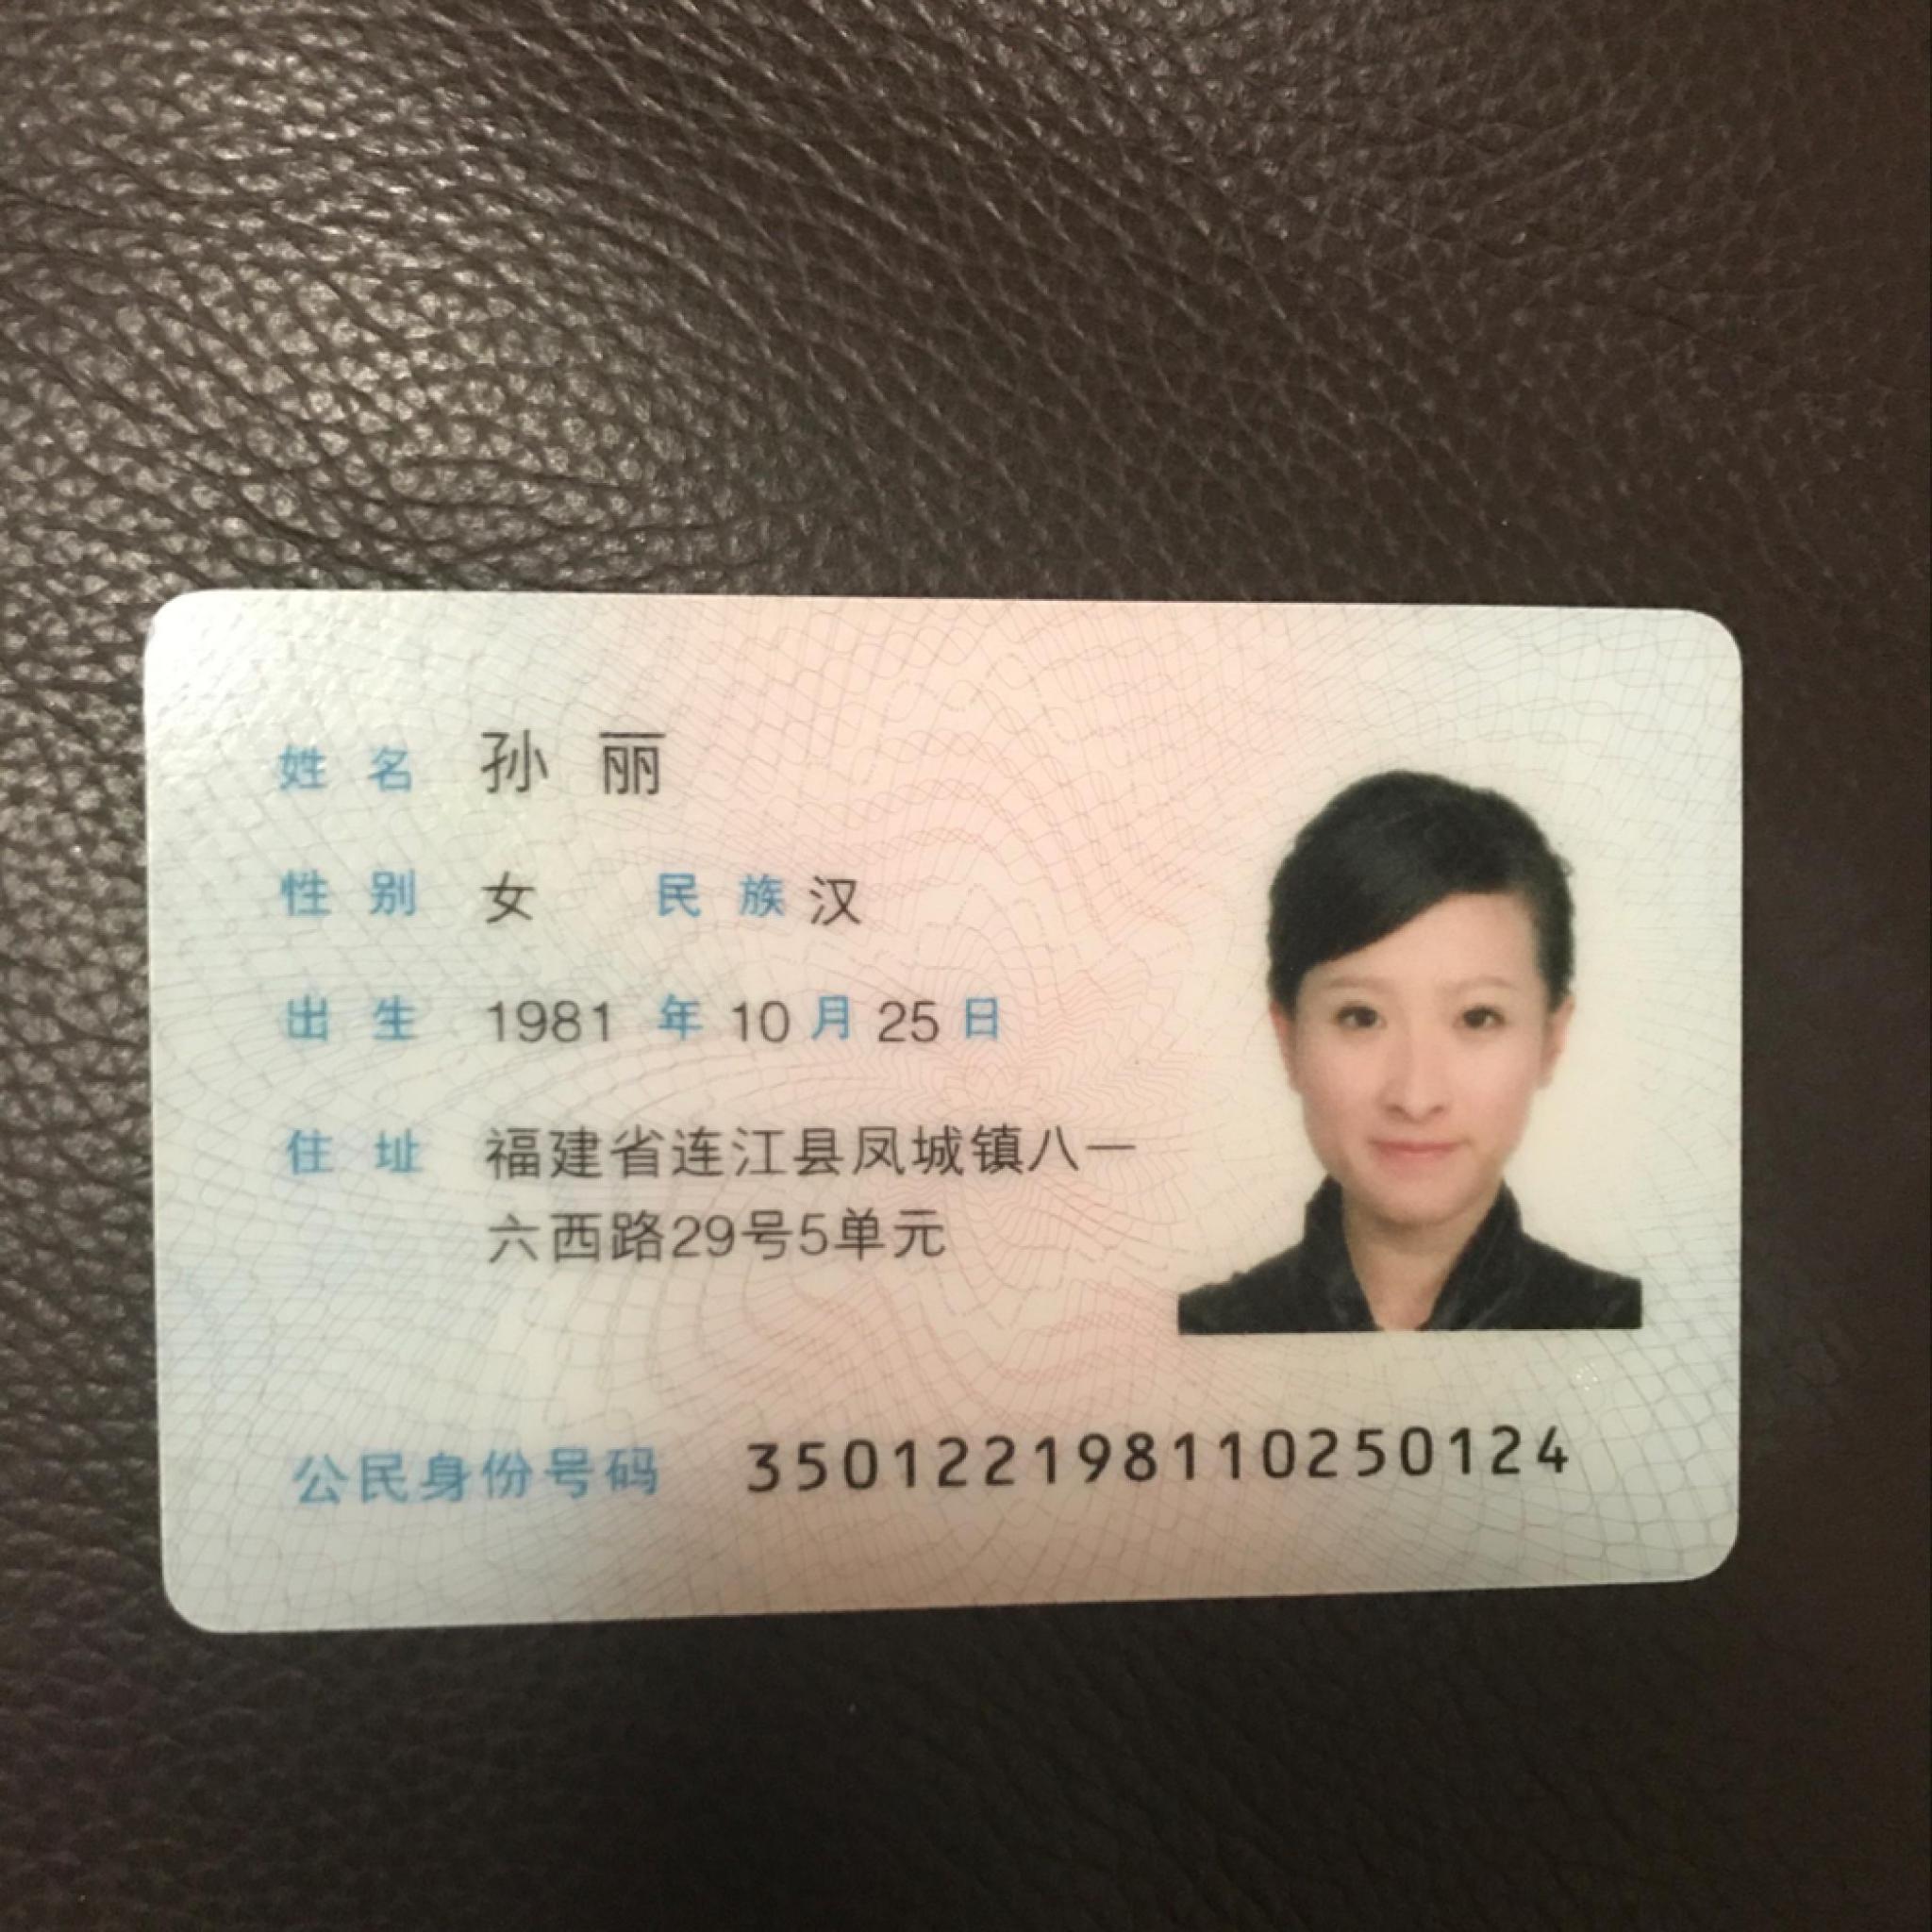 姓名 孙丽
性别 女 民族 汉
出生 1981 年 10 月 25 日
住址 福建省连江县凤城镇八一
六西路29号5单元
公民身份号码 350122198110250124